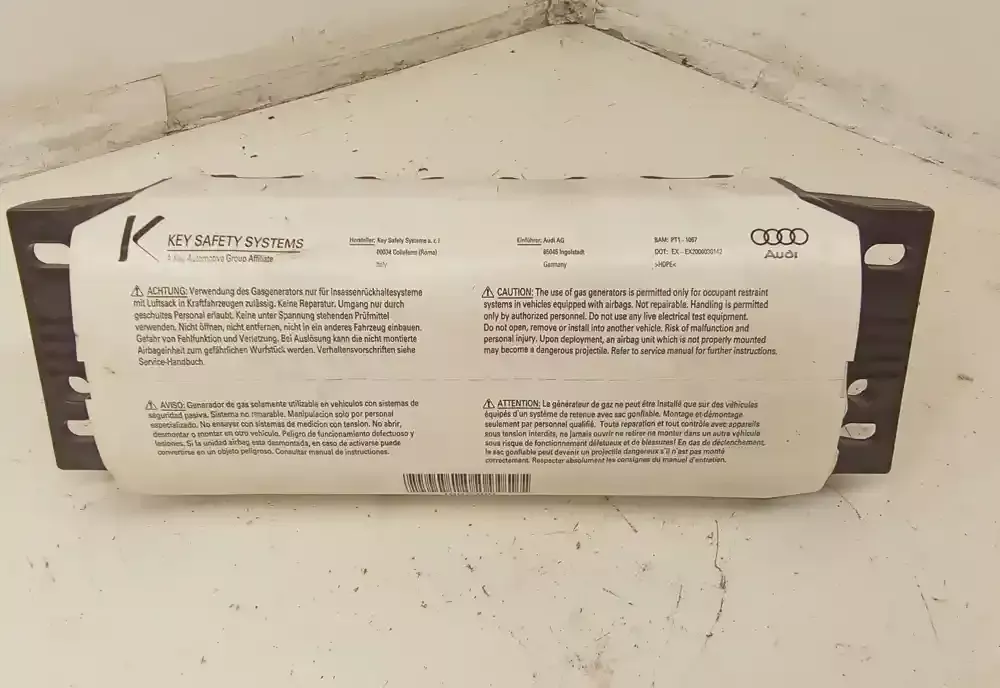 K
KEY SAFETY SYSTEMS
A Key Automotive Group Affiliate
Hersteller: Key Safety Systems s. r. l
00034 Colleferro (Roma)
Italy
Einführer: Audi AG
85045 Ingolstadt
Germany
BAM: PT1 - 1067
DOT: EX -
>HDPE<
Audi
ACHTUNG: Verwendung des Gasgenerators nur für Insassenrückhaltesysteme
mit Luftsack in Kraftfahrzeugen zulässig. Keine Reparatur. Umgang nur durch
geschultes Personal erlaubt. Keine unter Spannung stehenden Prüfmittel
verwenden. Nicht öffnen, nicht entfernen, nicht in ein anderes Fahrzeug einbauen.
Gefahr von Fehlfunktion und Verletzung. Bei Auslösung kann die nicht montierte
Airbageinheit zum gefährlichen Wurfstück werden. Verhaltensvorschriften siehe
Service-Handbuch.
CAUTION: The use of gas generators is permitted only for occupant restraint
systems in vehicles equipped with airbags. Not repairable. Handling is permitted
only by authorized personnel. Do not use any live electrical test equipment.
Do not open, remove or install into another vehicle. Risk of malfunction and
personal injury. Upon deployment, an airbag unit which is not properly mounted
may become a dangerous projectile. Refer to service manual for further instructions.
AVISO: Generador de gas solamente utilizable en vehículos con sistemas de
seguridad pasiva. Sistema no reparable. Manipulacion solo por personal
especializado. No ensayar con sistemas de medicion con tension. No abrir,
desmontar o montar en otro vehículo. Peligro de funcionamiento defectuoso y
lesiones. Si la unidad airbag esta desmontada, en caso de activarse puede
convertirse en un objeto peligroso. Consultar manual de instrucciones.
ATTENTION: Le générateur de gaz ne peut être installé que sur des véhicules
équipés d'un système de retenue avec sac gonflable. Montage et démontage
seulement par personnel qualifié. Toute reparation et tout contrôle avec appareils
sous tension interdits, ne jamais ouvrir ne retirer ne monter dans un autre véhicule
sous risque de fonctionnement défectueux et de blessures! En cas de déclenchement,
le sac gonflable peut devenir un projectile dangereux s'il n'est pas monté
correctement. Respecter absolument les consignes du manuel d'entretien.